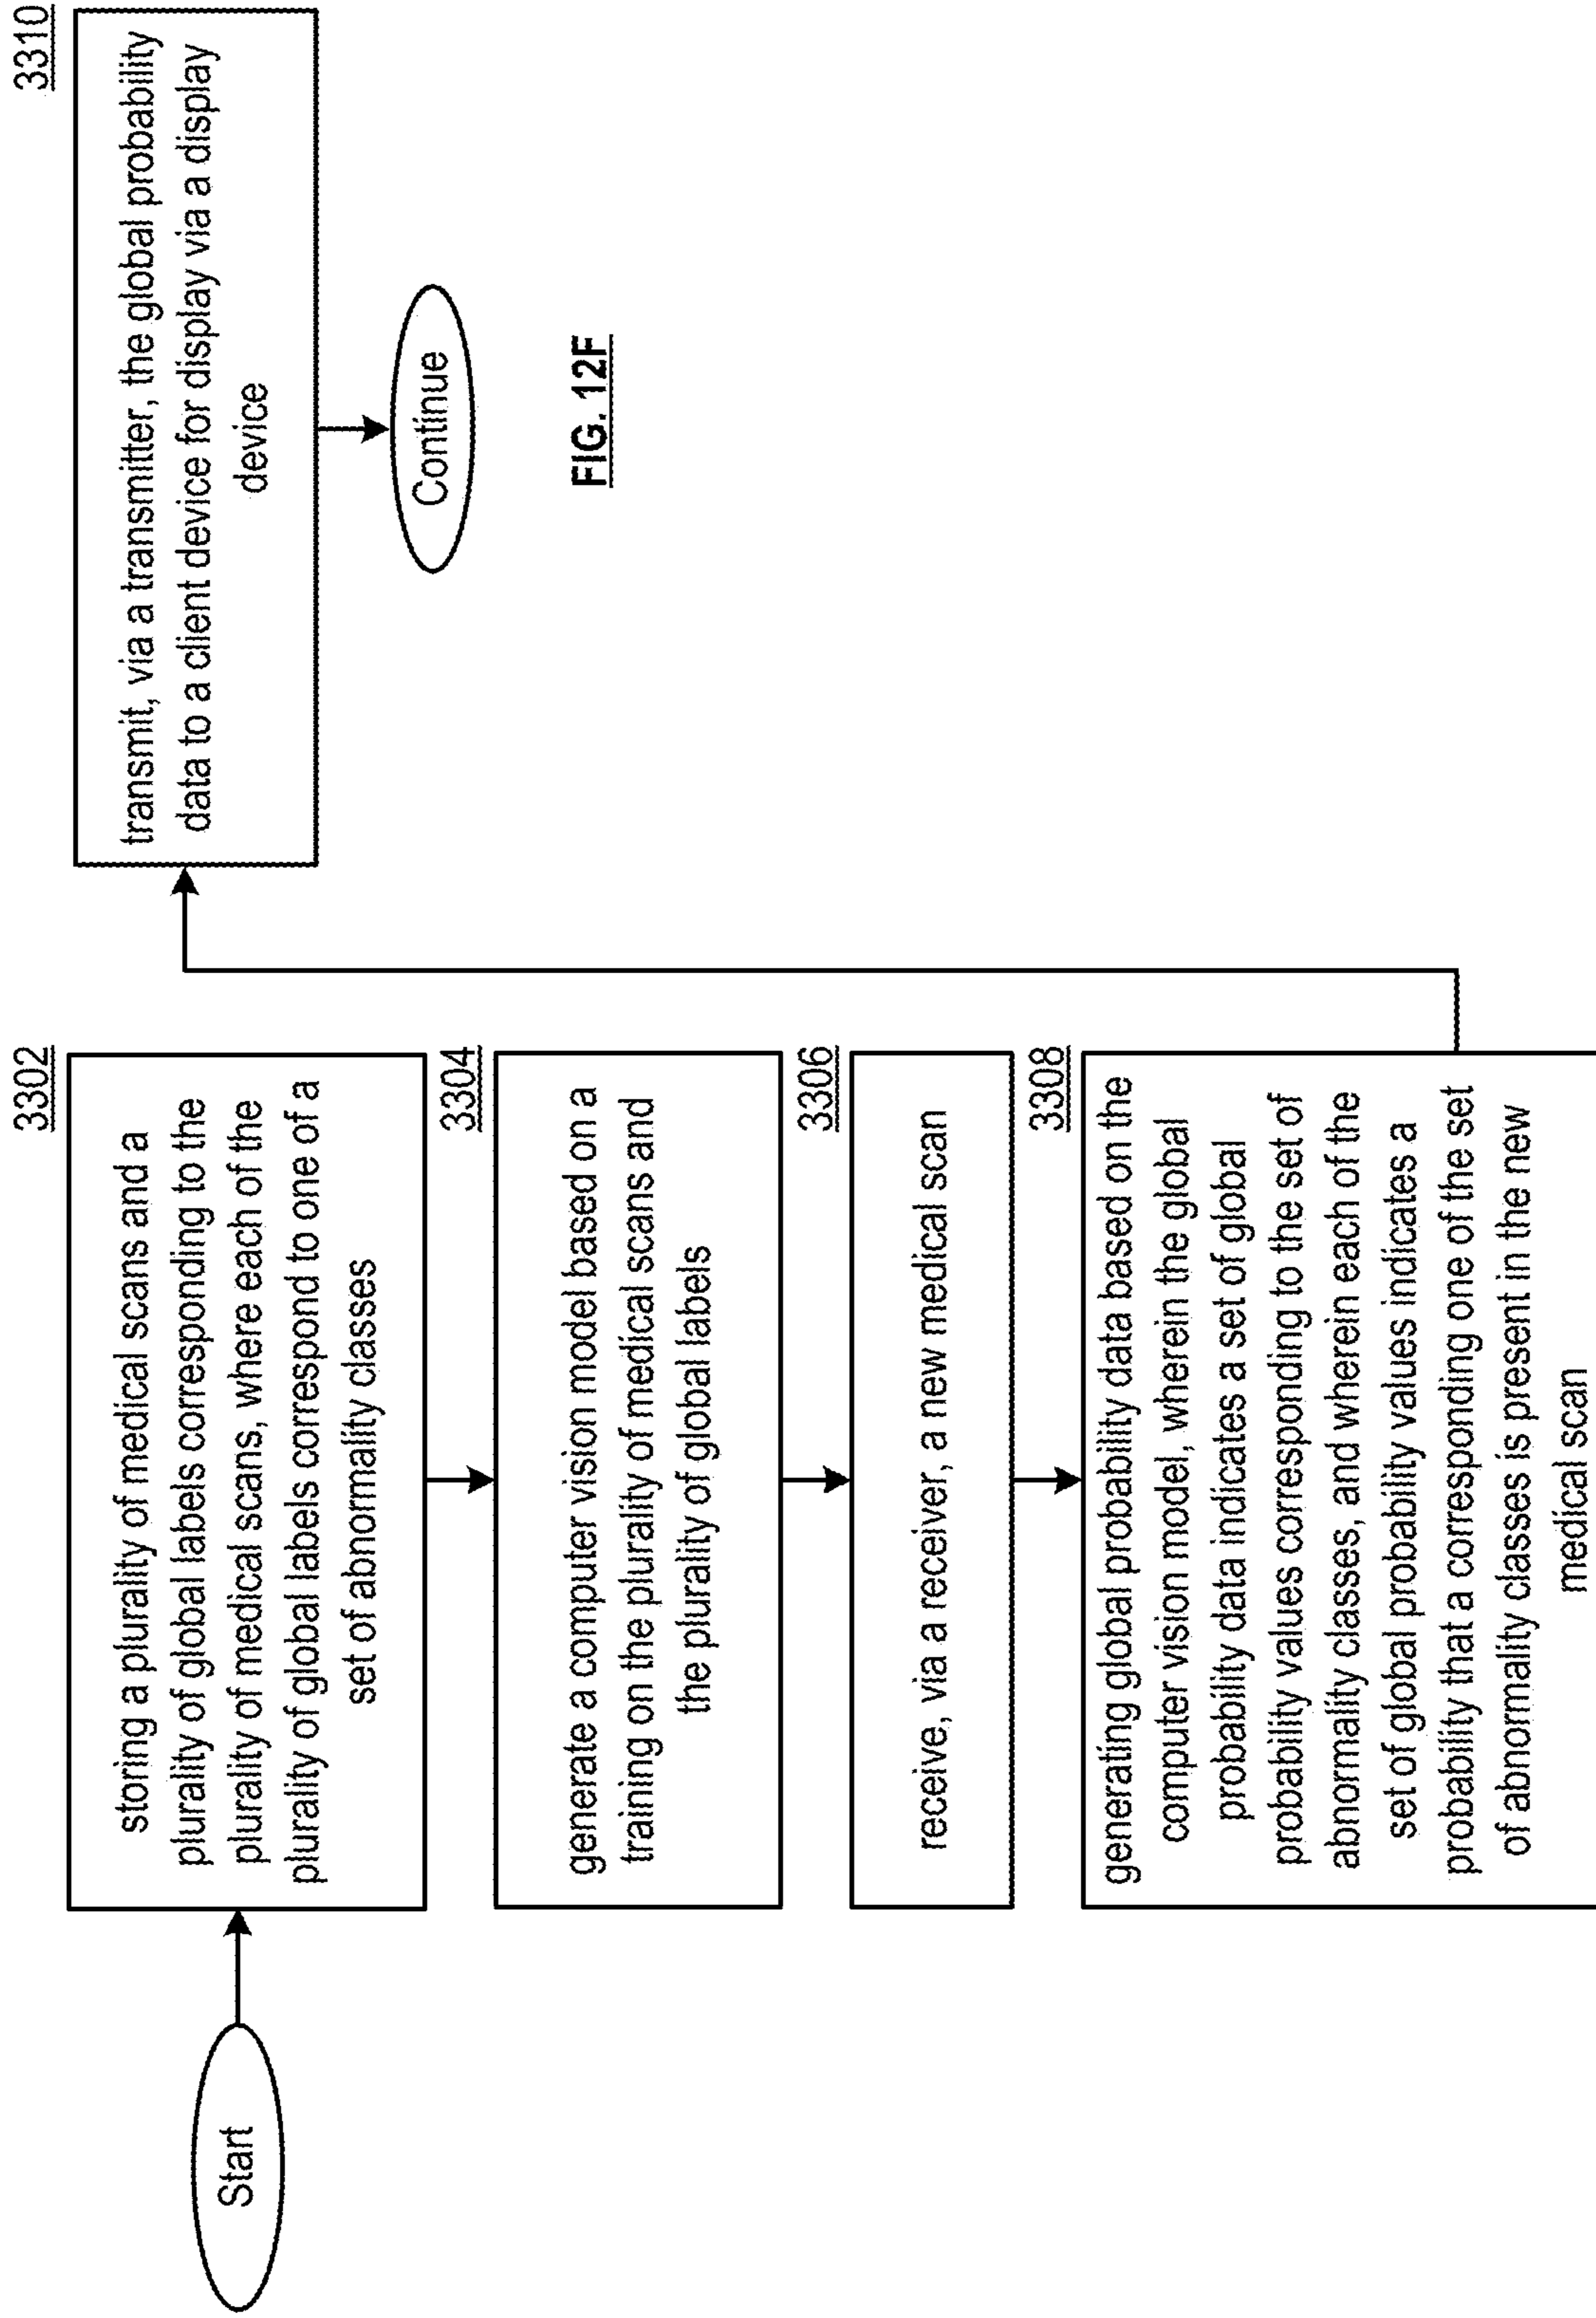 Start
3302
storing a plurality of medical scans and a
plurality of global labels corresponding to the
plurality of medical scans, where each of the
plurality of global labels correspond to one of a
set of abnormality classes
3304
generate a computer vision model based on a
training on the plurality of medical scans and
the plurality of global labels
3306
receive, via a receiver, a new medical scan
3308
generating global probability data based on the
computer vision model, wherein the global
probability data indicates a set of global
probability values corresponding to the set of
abnormality classes, and wherein each of the
set of global probability values indicates a
probability that a corresponding one of the set
of abnormality classes is present in the new
medical scan
3310
transmit, via a transmitter, the global probability
data to a client device for display via a display
device
Continue
FIG. 12F